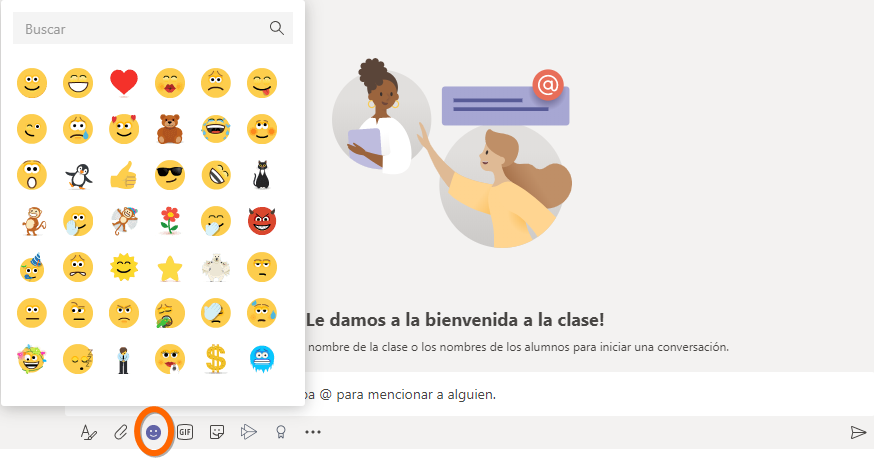 Buscar
@
Le damos a la bienvenida a la clase!
nombre de la clase o los nombres de los alumnos para iniciar una conversación.
@ para mencionar a alguien.
GIF